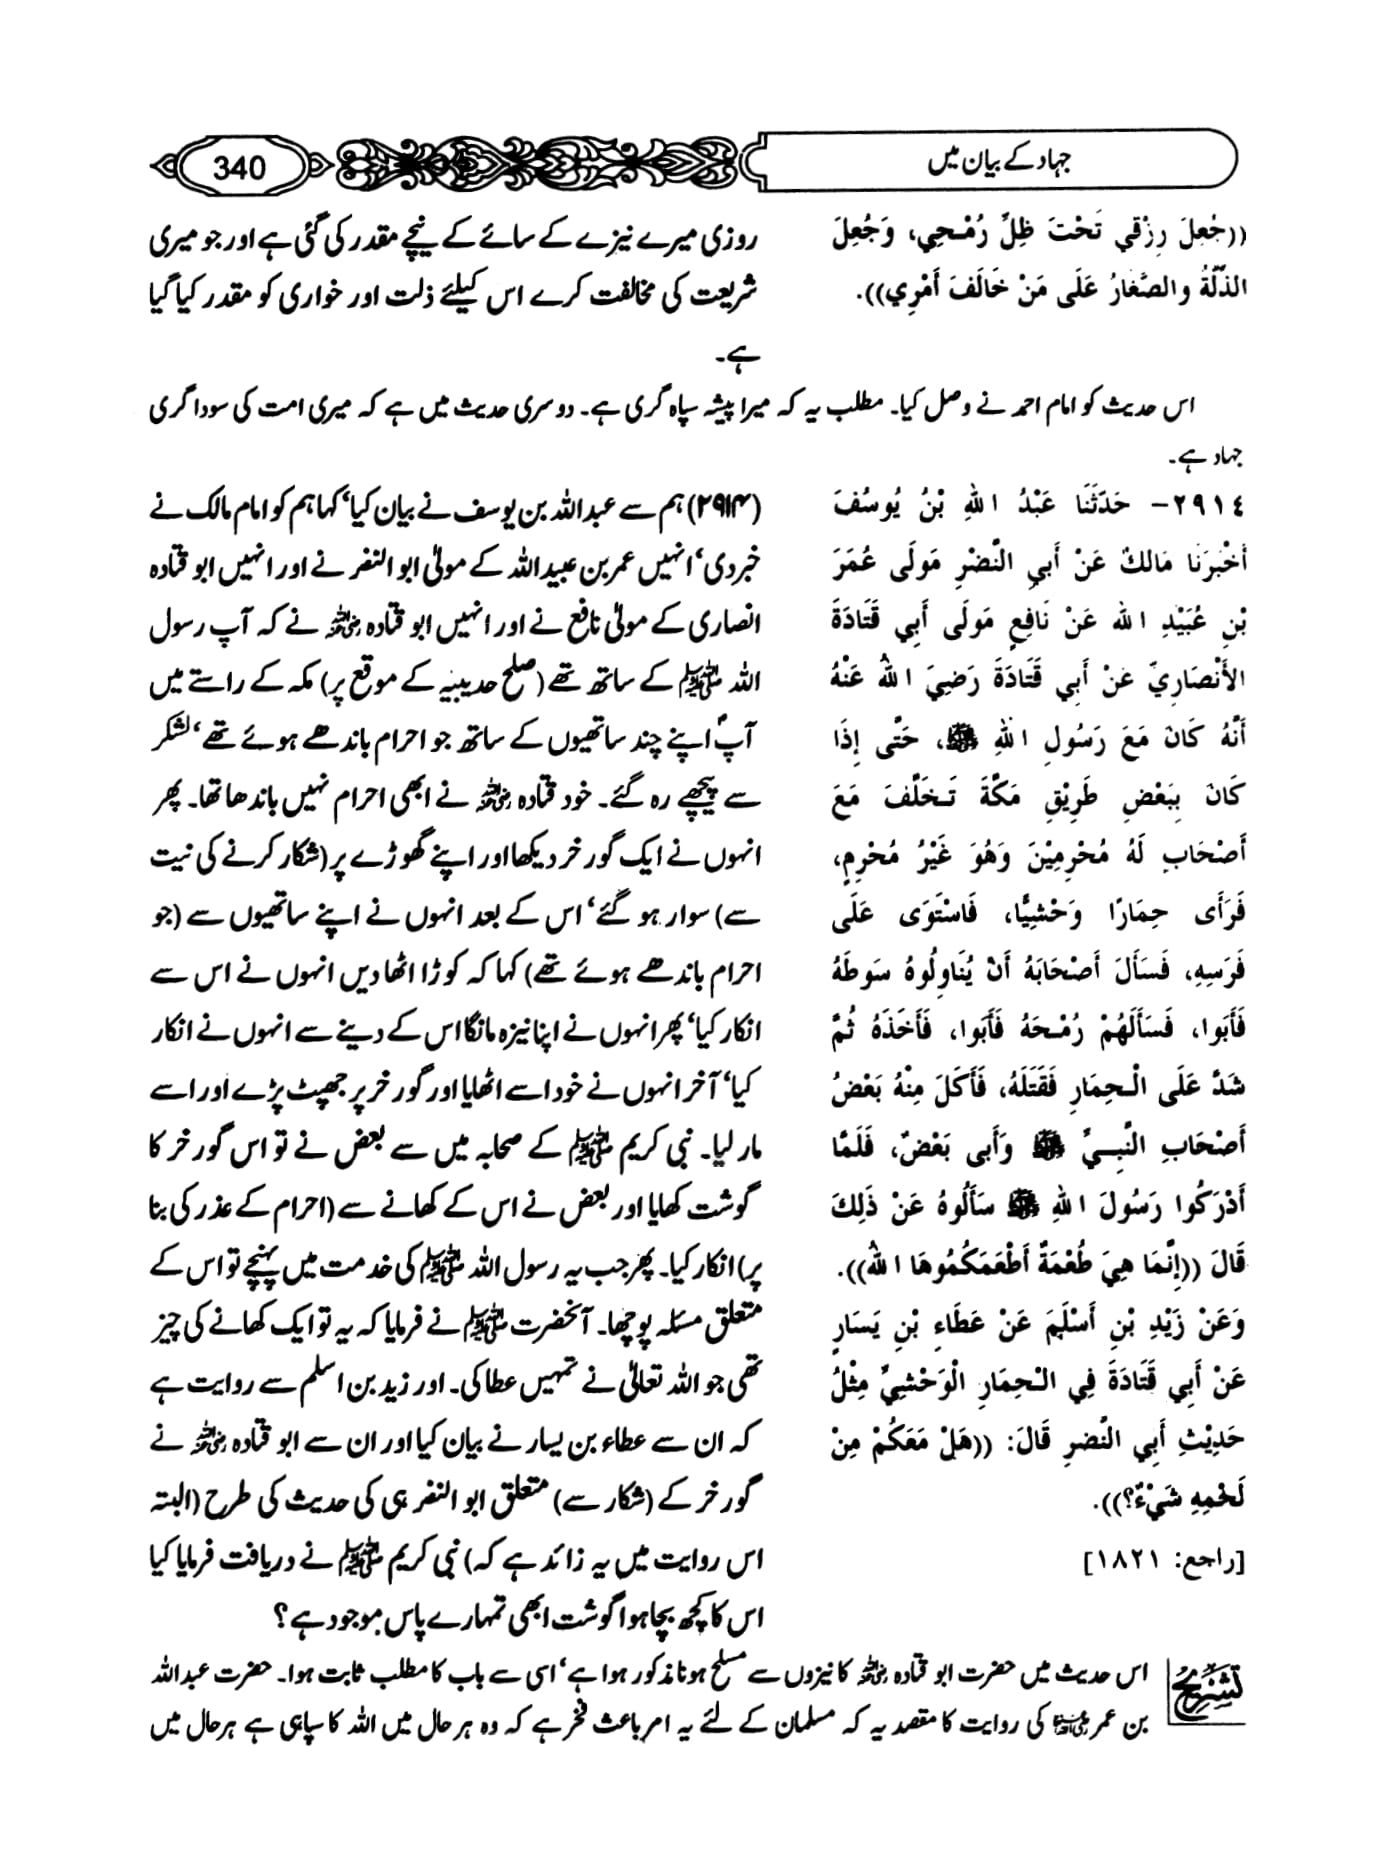 جہاد کے بیان میں
340
((جُعِلَ رِزْقِي تَحْتَ ظِلِّ رُمْحِي، وَجُعِلَ
الذِّلَّةُ والصَّغَارُ عَلَى مَنْ خَالَفَ أَمْرِي)).
روزی میرے نیزے کے سائے کے نیچے مقدر کی گئی ہے اور جو میری
شریعت کی مخالفت کرے اس کیلئے ذلت اور خواری کو مقدر کیا گیا
ہے۔
اس حدیث کو امام احمد نے وصل کیا۔ مطلب یہ کہ میرا پیشہ سپاہ گری ہے۔ دوسری حدیث میں ہے کہ میری امت کی سوداگری
جہاد ہے۔
٢٩١٤- حَدَّثَنَا عَبْدُ اللهِ بْنُ يُوسُفَ
أَخْبَرَنَا مَالكٌ عَنْ أَبِي النَّضْرِ مَولَى عُمَرَ
بْنِ عُبَيْدِ الله عَنْ نَافِعٍ مَولَى أَبِي قَتَادَةَ
الأَنْصَارِيِّ عَنْ أَبِي قَتَادَةَ رَضِيَ اللهُ عَنْهُ
أَنَّهُ كَانَ مَعَ رَسُولِ اللهِ ﷺ، حَتَّى إِذَا
كَانَ بِبَعْضِ طَرِيْقِ مَكَّةَ تَخَلَّفَ مَعَ
أَصْحَابِ لَهُ مُحْرِمِيْنَ وَهُوَ غَيْرُ مُحْرِمٍ،
فَرَأَى حِمَارًا وَحْشِيًّا، فَاسْتَوَى عَلَى
فَرَسِهِ، فَسَأَلَ أَصْحَابَهُ أَنْ يُنَاوِلُوهُ سَوطَهُ
فَأَبَوا، فَسَأَلَهُمْ رُمْحَهُ فَأَبَوا، فَأَخَذَهُ ثُمَّ
شَدَّ عَلَى الْحِمَارِ فَقَتَلَهُ، فَأَكَلَ مِنْهُ بَعْضُ
أَصْحَابِ النَّبِيِّ ﷺ وَأَبى بَعْضٌ، فَلَمَّا
أَدْرَكُوا رَسُولَ اللهِ ﷺ سَأَلُوهُ عَنْ ذَلِكَ
قَالَ ((إِنَّمَا هِيَ طُعْمَةٌ أَطْعَمَكُمُوهَا اللهُ)).
وَعَنْ زَيْدِ بْنِ أَسْلَمَ عَنْ عَطَاءِ بْنِ يَسَارٍ
عَنْ أَبِي قَتَادَةَ فِي الْحِمَارِ الْوَحْشِيِّ مِثْلُ
حَدِيْثِ أَبِي النَّضْرِ قَالَ: ((هَلْ مَعَكُمْ مِنْ
لَحْمِهِ شَيْءٌ؟)).
[راجع: ١٨٢١]
(۲۹۱۴) ہم سے عبداللہ بن یوسف نے بیان کیا‘ کہا ہم کو امام مالک نے
خبر دی‘ انہیں عمر بن عبیداللہ کے مولیٰ ابو النضر نے اور انہیں ابو قتادہ
انصاری کے مولیٰ نافع نے اور انہیں ابو قتادہ رضی اللہ عنہ نے کہ آپ رسول
اللہ ﷺ کے ساتھ تھے (صلح حدیبیہ کے موقع پر) مکہ کے راستے میں
آپؐ اپنے چند ساتھیوں کے ساتھ جو احرام باندھے ہوئے تھے‘ لشکر
سے پیچھے رہ گئے۔ خود قتادہ رضی اللہ عنہ نے ابھی احرام نہیں باندھا تھا۔ پھر
انہوں نے ایک گور خر دیکھا اور اپنے گھوڑے پر (شکار کرنے کی نیت
سے) سوار ہو گئے‘ اس کے بعد انہوں نے اپنے ساتھیوں سے (جو
احرام باندھے ہوئے تھے) کہا کہ کوڑا اٹھا دیں انہوں نے اس سے
انکار کیا‘ پھر انہوں نے اپنا نیزہ مانگا اس کے دینے سے انہوں نے انکار
کیا‘ آخر انہوں نے خود اسے اٹھایا اور گور خر پر جھپٹ پڑے اور اسے
مار لیا۔ نبی کریم ﷺ کے صحابہ میں سے بعض نے تو اس گور خر کا
گوشت کھایا اور بعض نے اس کے کھانے سے (احرام کے عذر کی بنا
پر) انکار کیا۔ پھر جب یہ رسول اللہ ﷺ کی خدمت میں پہنچے تو اس کے
متعلق مسئلہ پوچھا۔ آنحضرت ﷺ نے فرمایا کہ یہ تو ایک کھانے کی چیز
تھی جو اللہ تعالیٰ نے تمہیں عطا کی۔ اور زید بن اسلم سے روایت ہے
کہ ان سے عطاء بن یسار نے بیان کیا اور ان سے ابو قتادہ رضی اللہ عنہ نے
گور خر کے (شکار سے) متعلق ابو النضر ہی کی حدیث کی طرح (البتہ
اس روایت میں یہ زائد ہے کہ) نبی کریم ﷺ نے دریافت فرمایا کیا
اس کا کچھ بچا ہوا گوشت ابھی تمہارے پاس موجود ہے؟
تشریح
اس حدیث میں حضرت ابو قتادہ رضی اللہ عنہ کا نیزوں سے مسلح ہونا مذکور ہوا ہے‘ اسی سے باب کا مطلب ثابت ہوا۔ حضرت عبداللہ
بن عمر رضی اللہ عنہما کی روایت کا مقصد یہ کہ مسلمان کے لئے یہ امر باعث فخر ہے کہ وہ ہر حال میں اللہ کا سپاہی ہے ہر حال میں